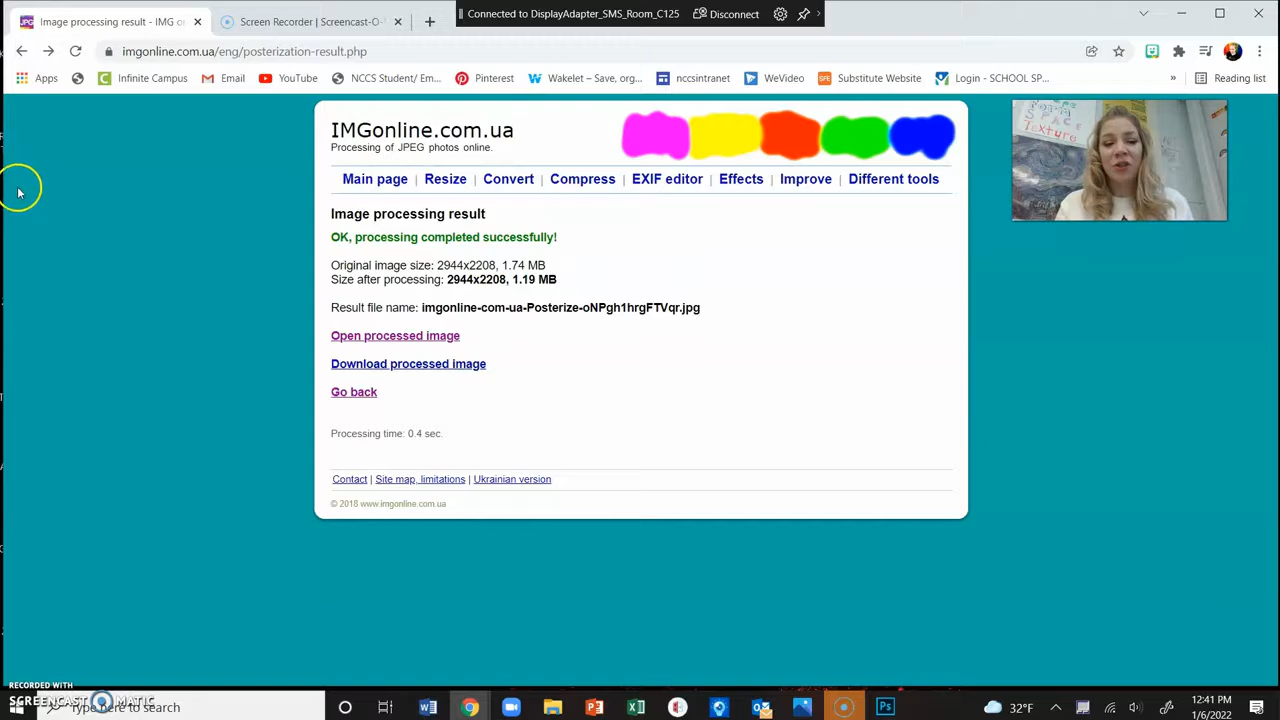 Image processing result - IMG on
Screen Recorder | Screencast-O-
Connected to DisplayAdapter_SMS_Room_C125
Disconnect
imgonline.com.ua/eng/posterization-result.php
Apps
Infinite Campus
Email
YouTube
NCCS Student/ Em...
Pinterest
Wakelet – Save, org...
nccsintranet
WeVideo
Substitute Website
Login - SCHOOL SP...
»
Reading list
IMGonline.com.ua
Processing of JPEG photos online.
Main page | Resize | Convert | Compress | EXIF editor | Effects | Improve | Different tools
Image processing result
OK, processing completed successfully!
Original image size: 2944x2208, 1.74 MB
Size after processing: 2944x2208, 1.19 MB
Result file name: imgonline-com-ua-Posterize-oNPgh1hrgFTVqr.jpg
Open processed image
Download processed image
Go back
Processing time: 0.4 sec.
Contact | Site map, limitations | Ukrainian version
© 2018 www.imgonline.com.ua
SPACE
Texture
RECORDED WITH
SCREENCAST MATIC
Type here to search
32°F
12:41 PM
1/6/2022